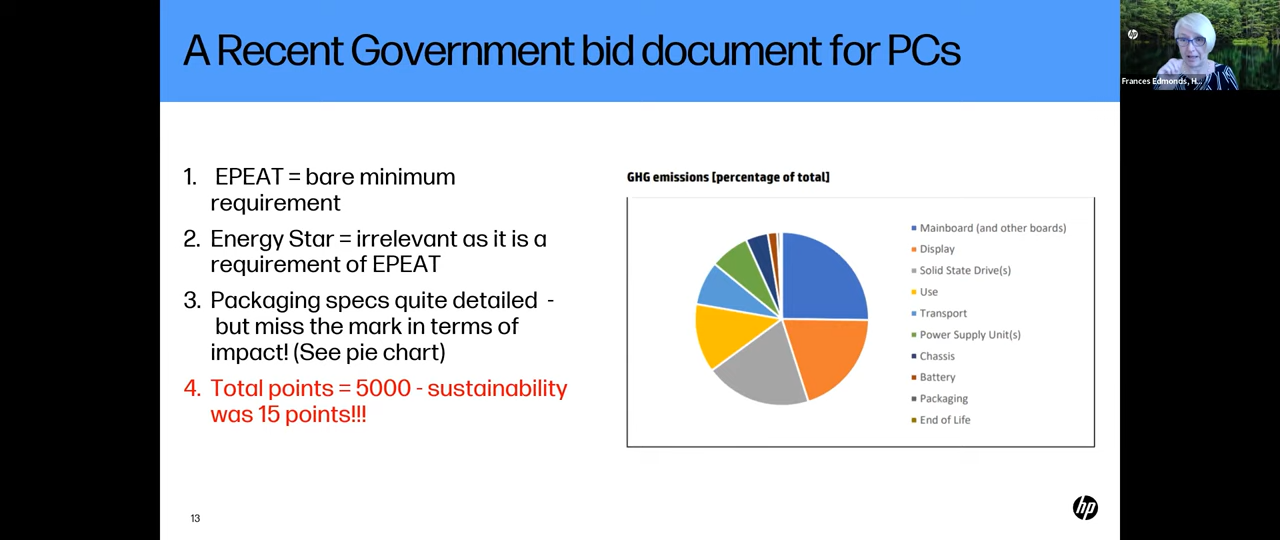 A Recent Government bid document for PCs
hp
Frances Edmonds, H...
1. EPEAT = bare minimum
requirement
2. Energy Star = irrelevant as it is a
requirement of EPEAT
3. Packaging specs quite detailed -
but miss the mark in terms of
impact! (See pie chart)
4. Total points = 5000 - sustainability
was 15 points!!!
GHG emissions [percentage of total]
Mainboard (and other boards)
Display
Solid State Drive(s)
Use
Transport
Power Supply Unit(s)
Chassis
Battery
Packaging
End of Life
13
hp